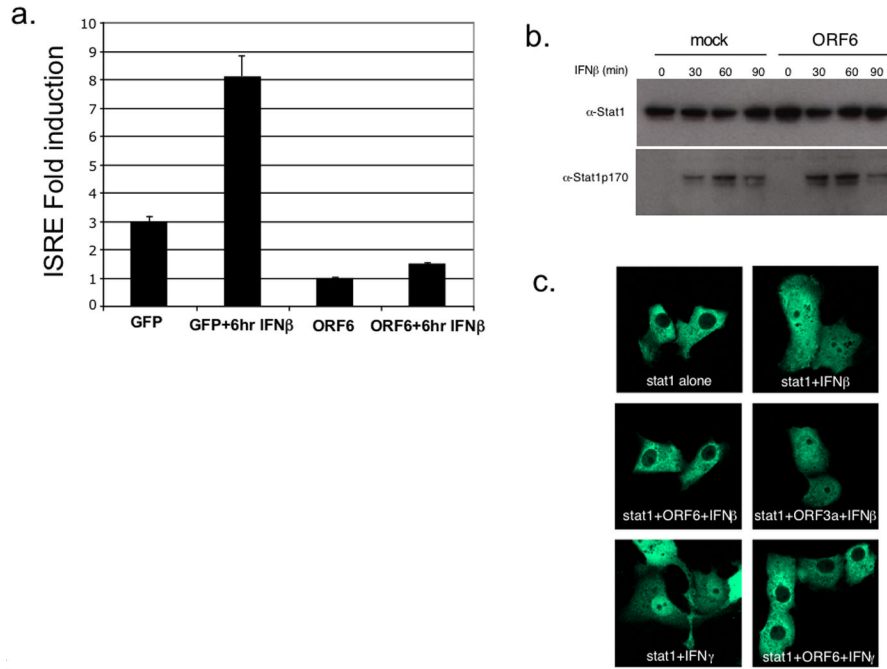 a.
ISRE Fold induction
10
9
8
7
6
5
4
3
2
1
0
GFP
GFP+6hr IFNβ
ORF6
ORF6+6hr IFNβ
b.
mock ORF6
IFNβ (min) 0 30 60 90 0 30 60 90
α-Stat1
α-Stat1p170
c.
stat1 alone
stat1+IFNβ
stat1+ORF6+IFNβ
stat1+ORF3a+IFNβ
stat1+IFNγ
stat1+ORF6+IFNγ